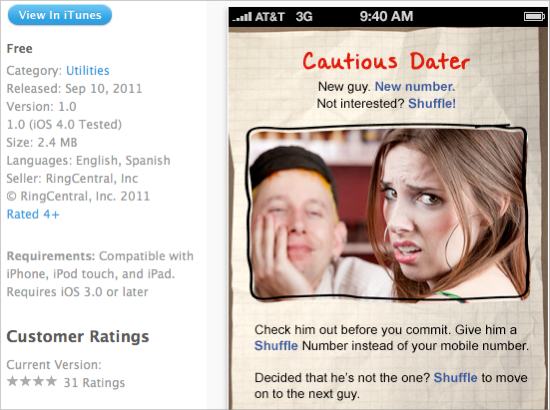 View In iTunes
Free
Category: Utilities
Released: Sep 10, 2011
Version: 1.0
1.0 (iOS 4.0 Tested)
Size: 2.4 MB
Languages: English, Spanish
Seller: RingCentral, Inc
© RingCentral, Inc. 2011
Rated 4+
Requirements: Compatible with
iPhone, iPod touch, and iPad.
Requires iOS 3.0 or later
Customer Ratings
Current Version:
★★★★ 31 Ratings
AT&T 3G 9:40 AM
Cautious Dater
New guy. New number.
Not interested? Shuffle!
Check him out before you commit. Give him a
Shuffle Number instead of your mobile number.
Decided that he's not the one? Shuffle to move
on to the next guy.